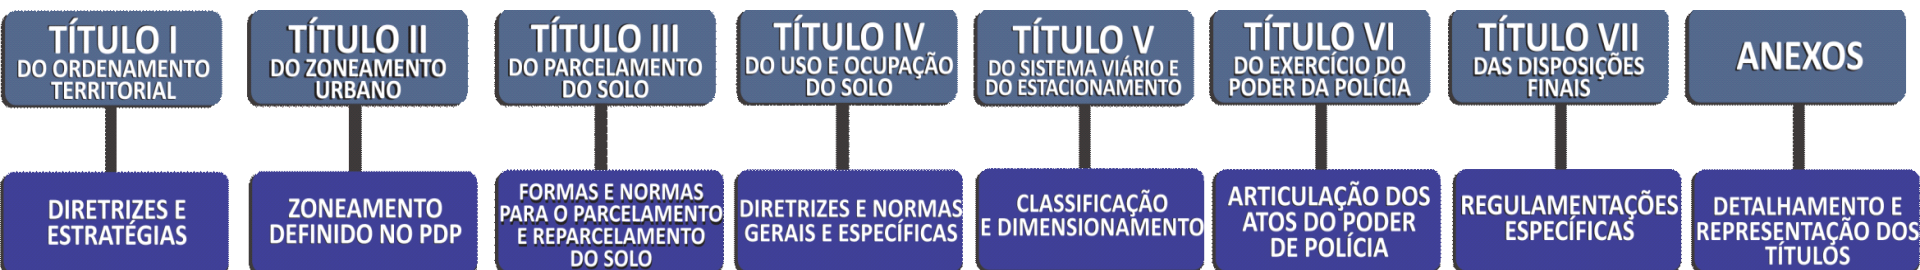 TÍTULO I
DO ORDENAMENTO
TERRITORIAL
TÍTULO II
DO ZONEAMENTO
URBANO
TÍTULO III
DO PARCELAMENTO
DO SOLO
TÍTULO IV
DO USO E OCUPAÇÃO
DO SOLO
TÍTULO V
DO SISTEMA VIÁRIO E
DO ESTACIONAMENTO
TÍTULO VI
DO EXERCÍCIO DO
PODER DA POLÍCIA
TÍTULO VII
DAS DISPOSIÇÕES
FINAIS
ANEXOS
DIRETRIZES E
ESTRATÉGIAS
ZONEAMENTO
DEFINIDO NO PDP
FORMAS E NORMAS
PARA O PARCELAMENTO
E REPARCELAMENTO
DO SOLO
DIRETRIZES E NORMAS
GERAIS E ESPECÍFICAS
CLASSIFICAÇÃO
E DIMENSIONAMENTO
ARTICULAÇÃO DOS
ATOS DO PODER
DE POLÍCIA
REGULAMENTAÇÕES
ESPECÍFICAS
DETALHAMENTO E
REPRESENTAÇÃO DOS
TÍTULOS